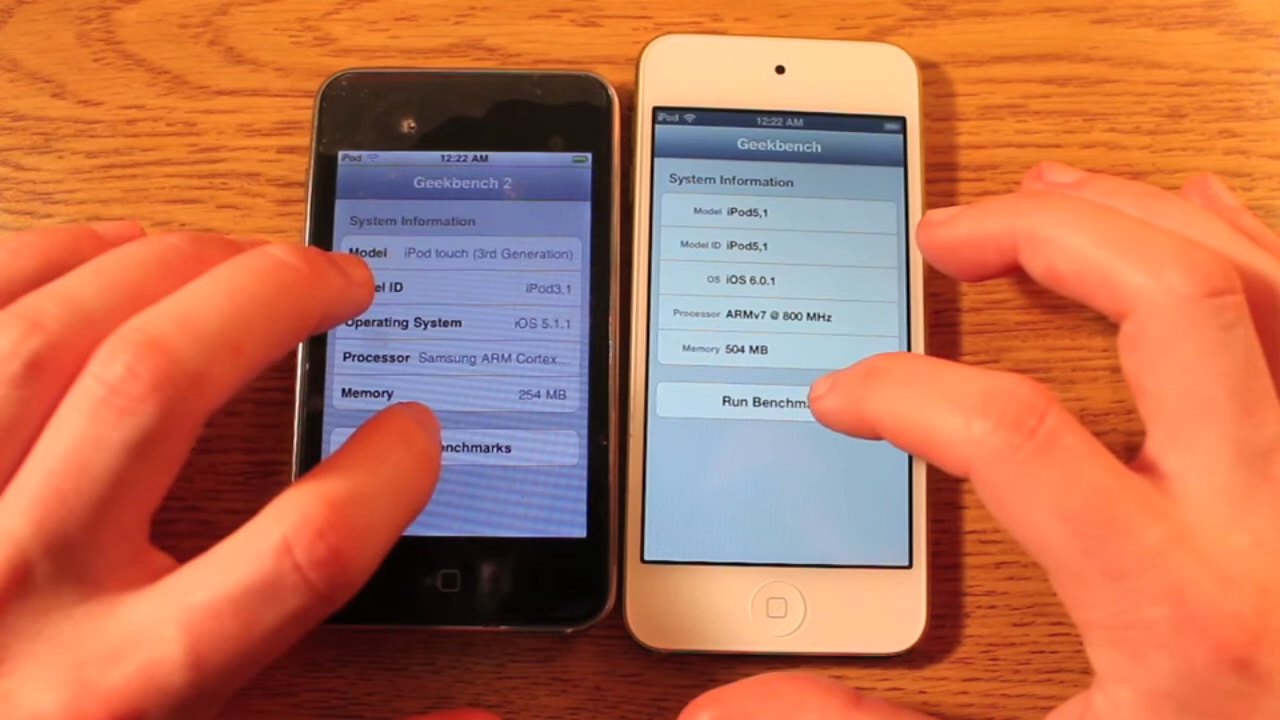 iPod 12:22 AM
Geekbench 2
System Information
Model iPod touch (3rd Generation)
el ID iPod3,1
Operating System iOS 5.1.1
Processor Samsung ARM Cortex...
Memory 254 MB
enchmarks
iPod 12:22 AM
Geekbench
System Information
Model iPod5,1
Model ID iPod5,1
OS iOS 6.0.1
Processor ARMv7 @ 800 MHz
Memory 504 MB
Run Benchm